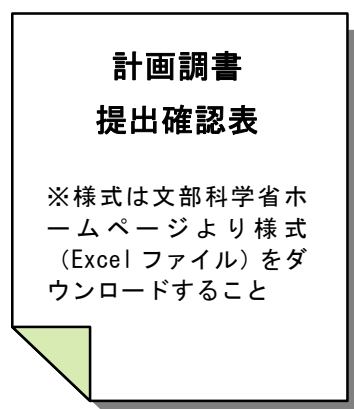 計画調書
提出確認表
※様式は文部科学省ホ
ームページより様式
（Excel ファイル）をダ
ウンロードすること